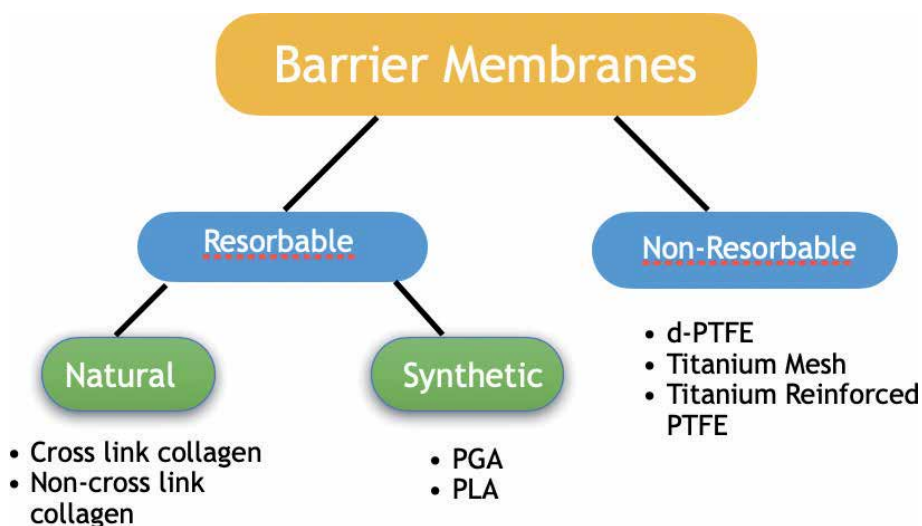 Barrier Membranes
Resorbable
Non-Resorbable
Natural
Synthetic
• d-PTFE
• Titanium Mesh
• Titanium Reinforced
PTFE
• Cross link collagen
• Non-cross link
collagen
• PGA
• PLA